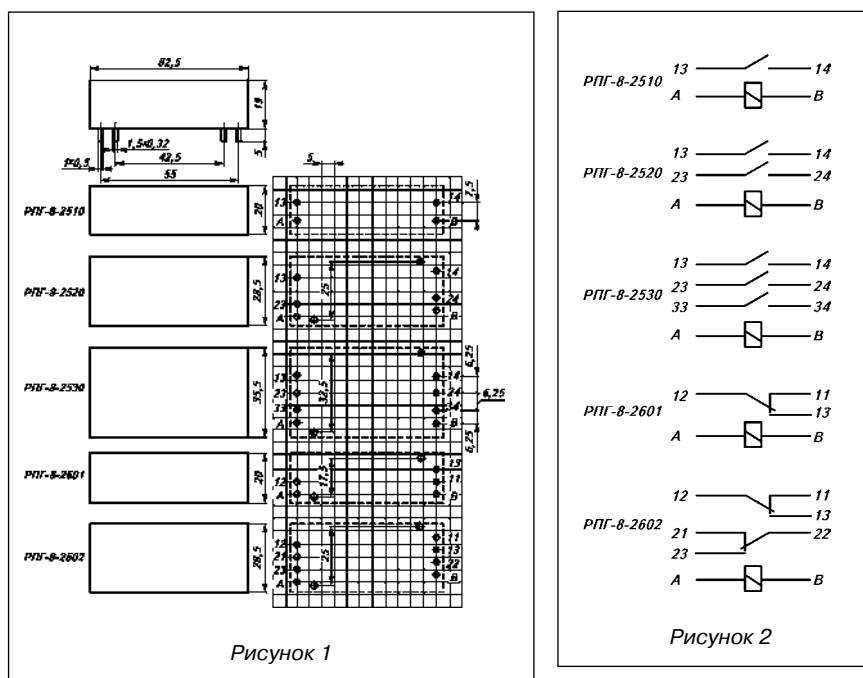 62,5
19
5
1,5×0,32
1×0,5
42,5
55
5
РПГ-8-2510
20
13
14
А
В
7,5
РПГ-8-2520
28,5
13
14
25
23
24
А
В
РПГ-8-2530
35,5
13
14
23
24
33
34
А
В
32,5
6,25
6,25
6,25
РПГ-8-2601
20
13
12
11
А
В
17,5
РПГ-8-2602
28,5
12
11
21
13
23
22
А
В
25
Рисунок 1
РПГ-8-2510
13 14
А В
РПГ-8-2520
13 14
23 24
А В
РПГ-8-2530
13 14
23 24
33 34
А В
РПГ-8-2601
12 11
13
А В
РПГ-8-2602
12 11
13
21 22
23
А В
Рисунок 2